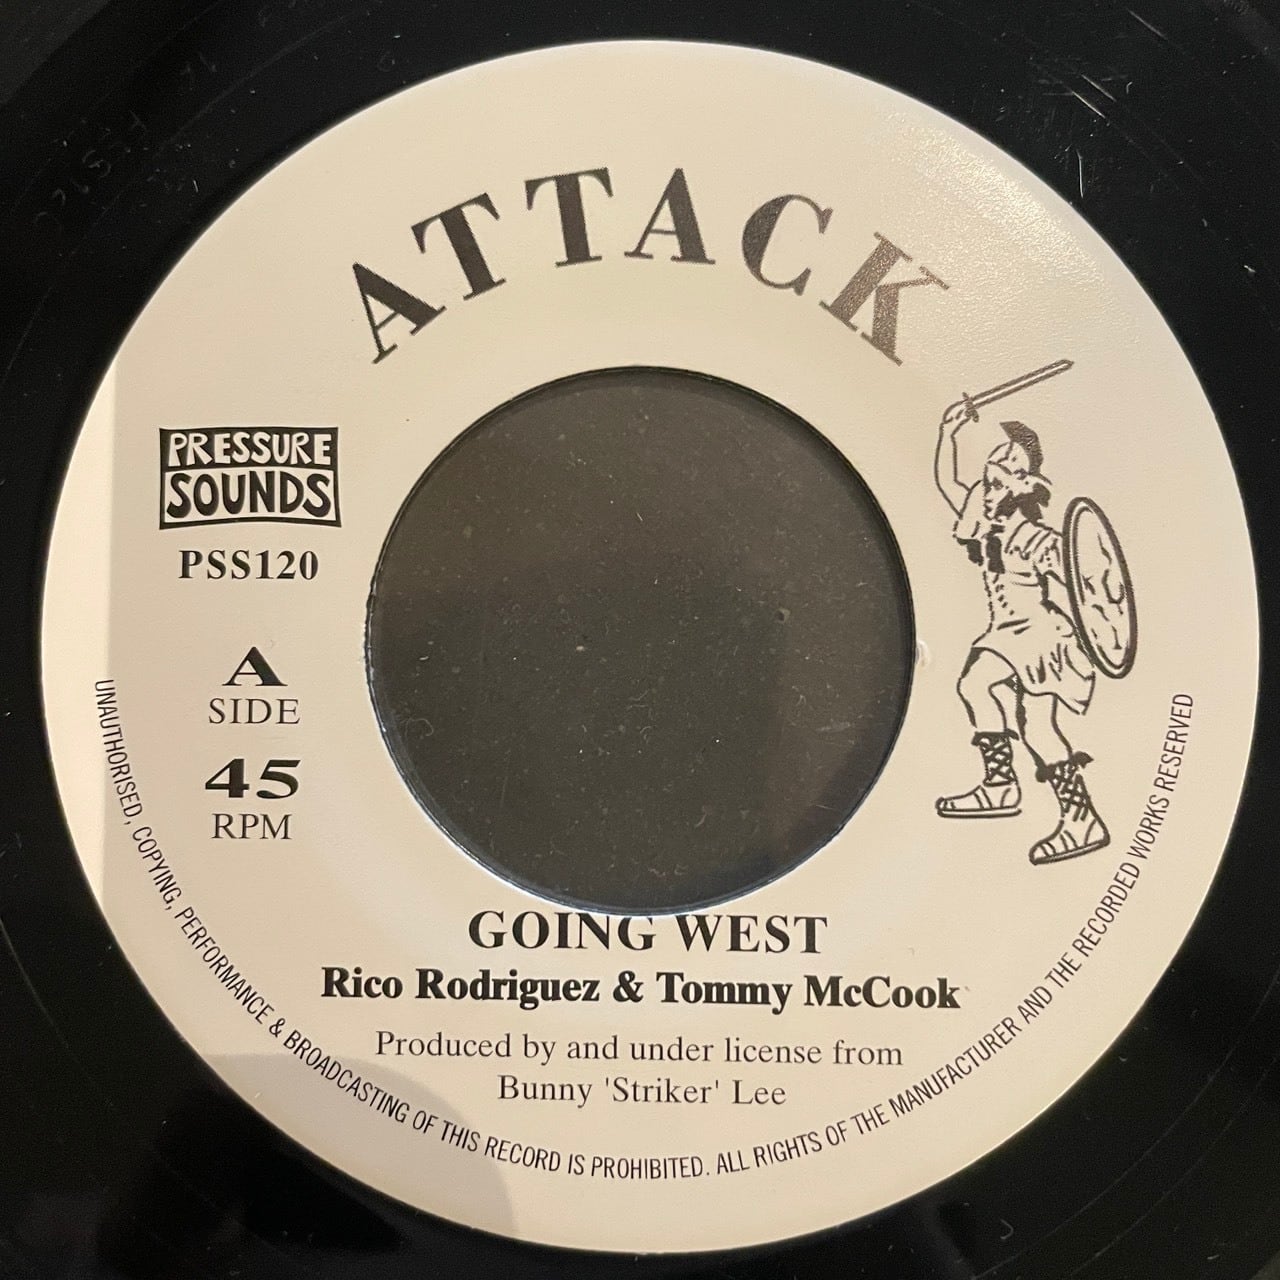 ATTACK
PRESSURE
SOUNDS
PSS120
A
SIDE
45
RPM
GOING WEST
Rico Rodriguez & Tommy McCook
Produced by and under license from
Bunny 'Striker' Lee
UNAUTHORISED, COPYING, PERFORMANCE & BROADCASTING OF THIS RECORD IS PROHIBITED. ALL RIGHTS OF THE MANUFACTURER AND THE RECORDED WORKS RESERVED